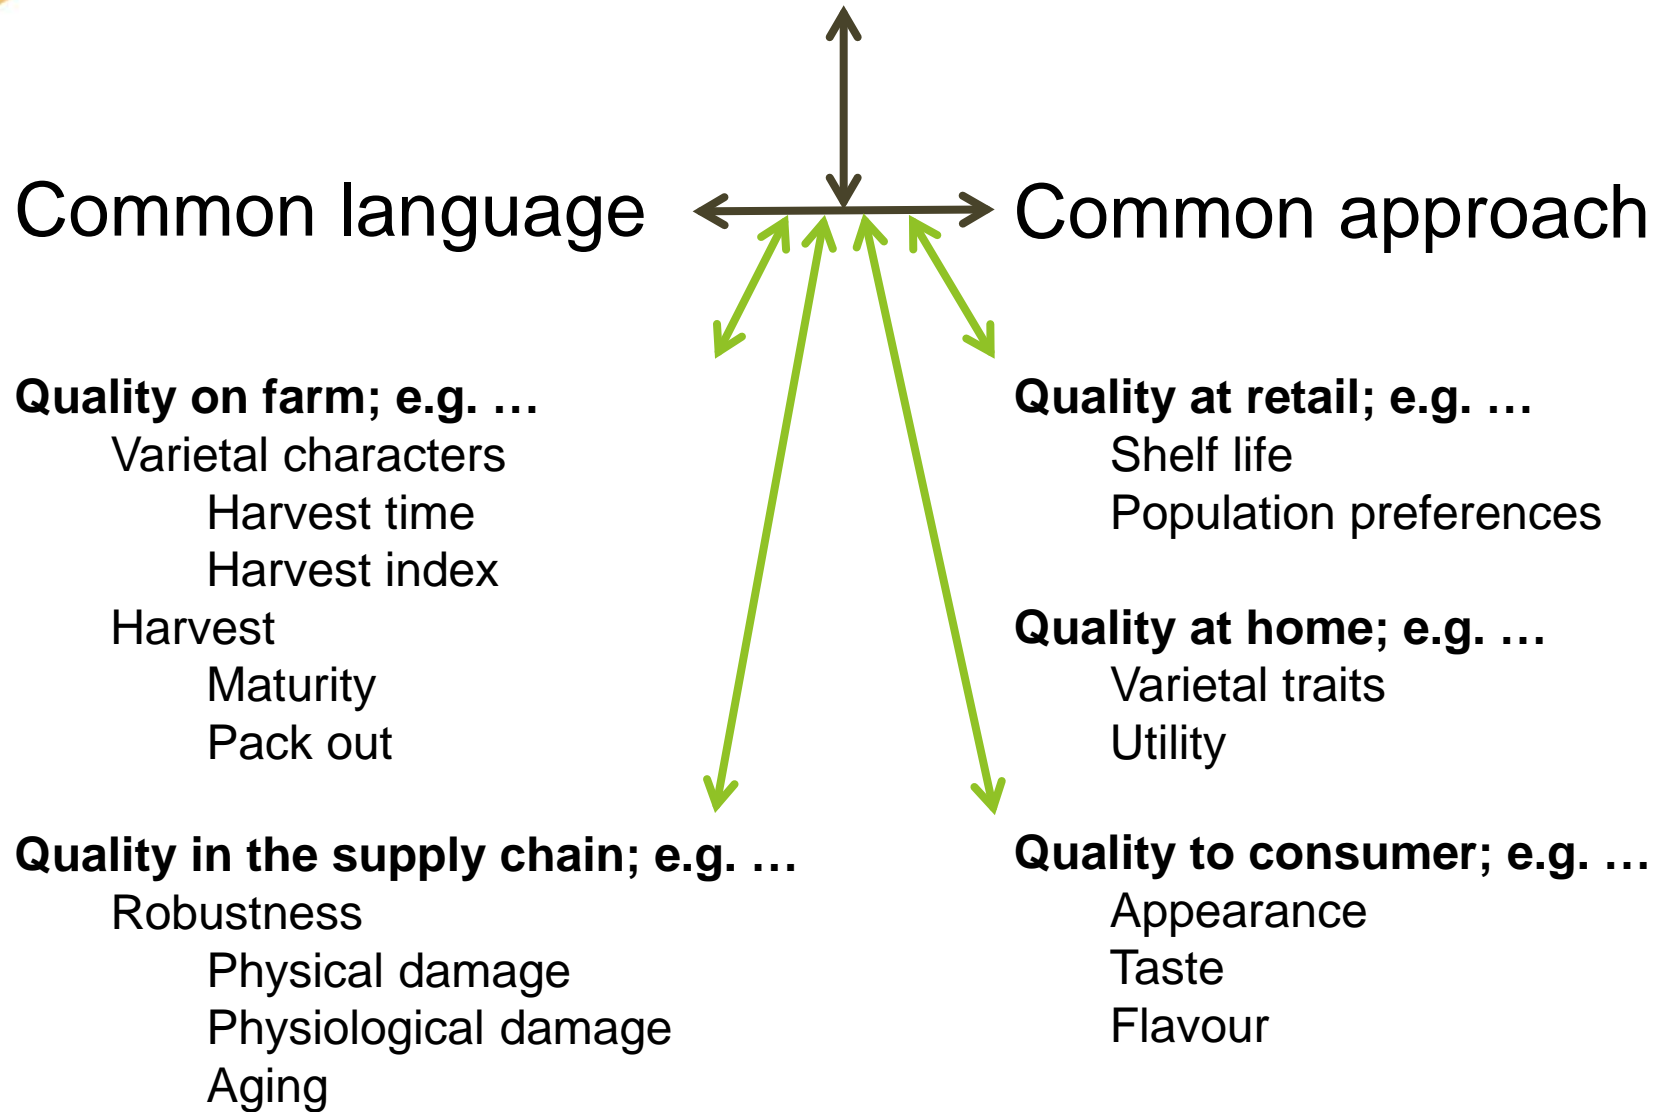 Common language
Common approach
Quality on farm; e.g. …
Varietal characters
Harvest time
Harvest index
Harvest
Maturity
Pack out
Quality in the supply chain; e.g. …
Robustness
Physical damage
Physiological damage
Aging
Quality at retail; e.g. …
Shelf life
Population preferences
Quality at home; e.g. …
Varietal traits
Utility
Quality to consumer; e.g. …
Appearance
Taste
Flavour